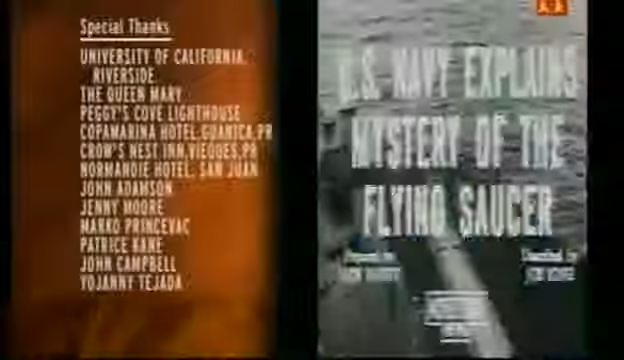 Special Thanks
UNIVERSITY OF CALIFORNIA,
RIVERSIDE
THE QUEEN MARY
PEGGY'S COVE LIGHTHOUSE
COPAMARINA HOTEL, GUANICA, PR
CROW'S NEST INN, VIEQUES, PR
NORMANDIE HOTEL, SAN JUAN
JOHN ADAMSON
JENNY MOORE
MARKO PRINCEVAC
PATRICE KANE
JOHN CAMPBELL
YOJANNY TEJADA
U.S. NAVY EXPLAINS
MYSTERY OF THE
FLYING SAUCER